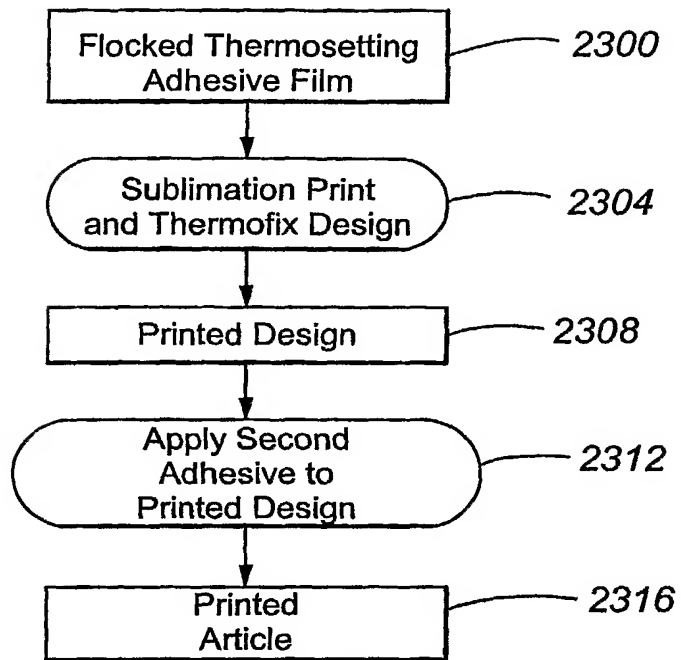 Flocked Thermosetting
Adhesive Film
2300
Sublimation Print
and Thermofix Design
2304
Printed Design
2308
Apply Second
Adhesive to
Printed Design
2312
Printed
Article
2316